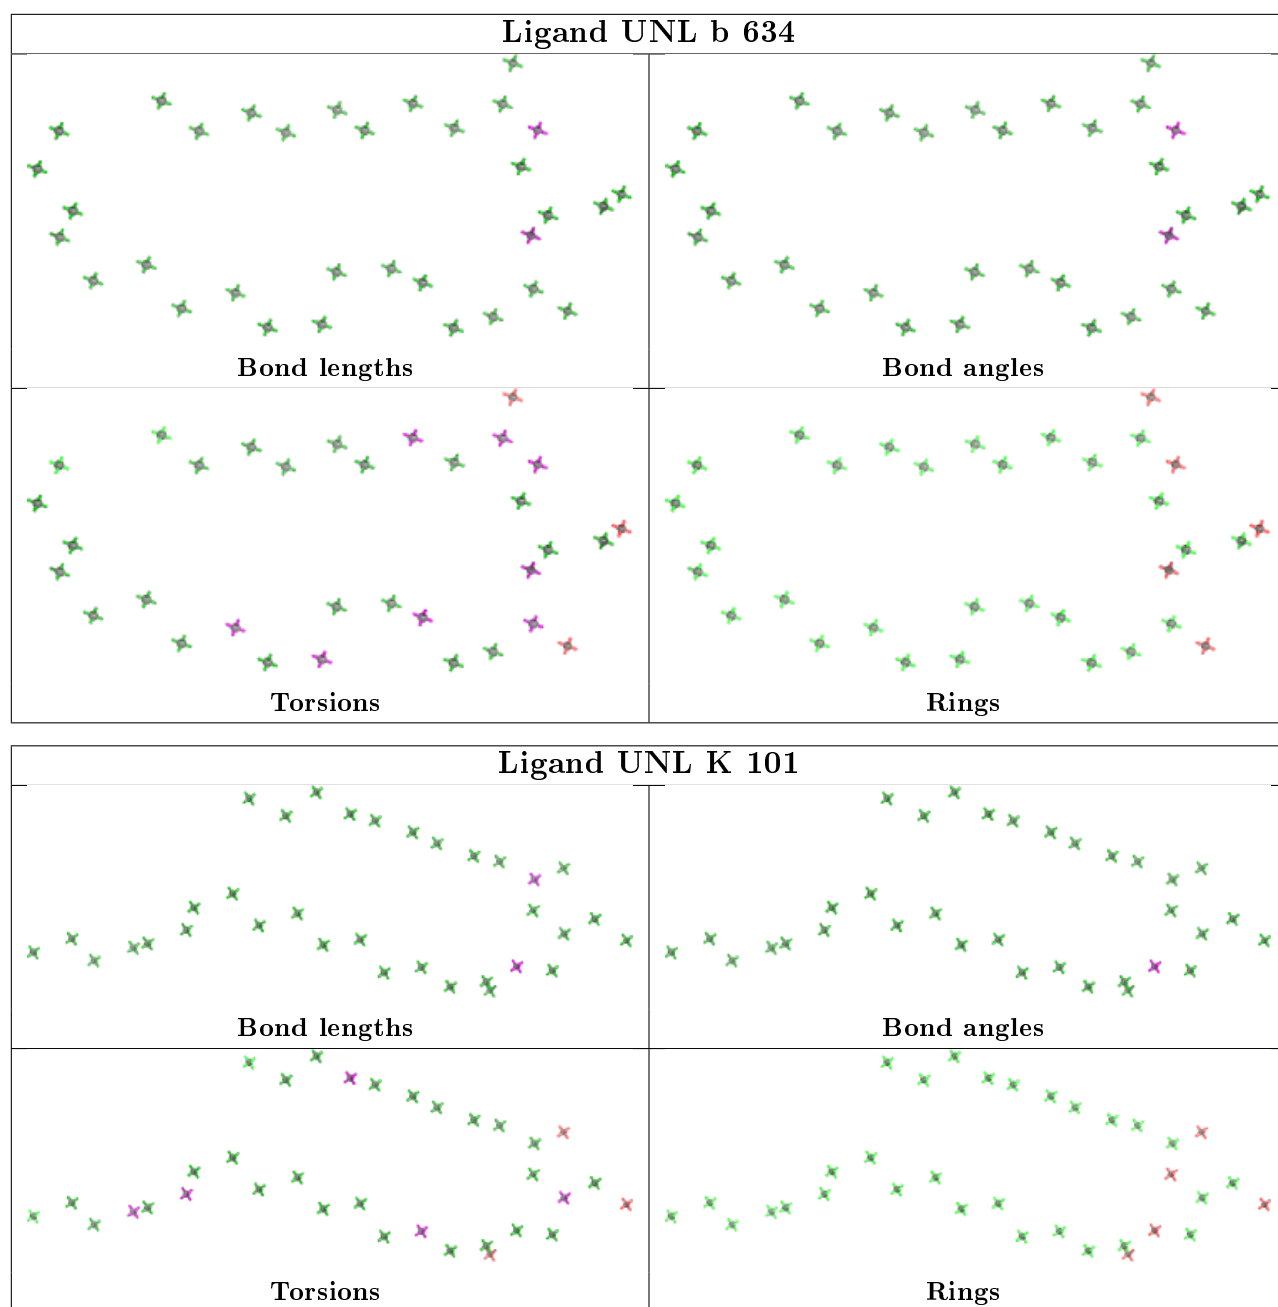 Ligand UNL b 634
Bond lengths
Bond angles
Torsions
Rings
Ligand UNL K 101
Bond lengths
Bond angles
Torsions
Rings